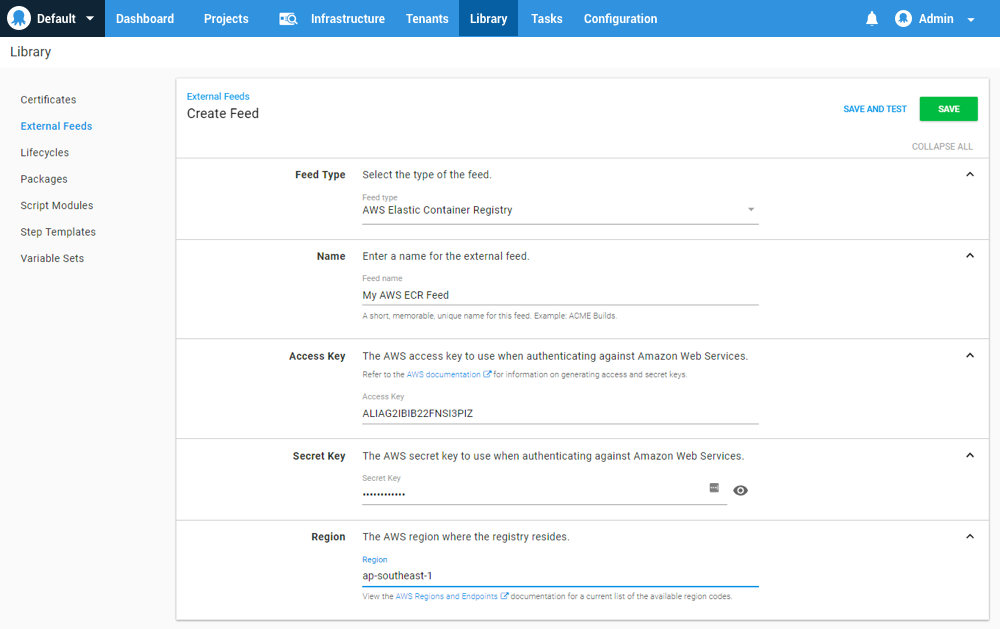 Default Dashboard Projects Infrastructure Tenants Library Tasks Configuration Admin
Library
Certificates
External Feeds
Lifecycles
Packages
Script Modules
Step Templates
Variable Sets
External Feeds
Create Feed
SAVE AND TEST SAVE
COLLAPSE ALL
Feed Type Select the type of the feed.
Feed type
AWS Elastic Container Registry
Name Enter a name for the external feed.
Feed name
My AWS ECR Feed
A short, memorable, unique name for this feed. Example: ACME Builds.
Access Key The AWS access key to use when authenticating against Amazon Web Services.
Refer to the AWS documentation for information on generating access and secret keys.
Access Key
ALIAG2IBIB22FNSI3PIZ
Secret Key The AWS secret key to use when authenticating against Amazon Web Services.
Secret Key
••••••••••••
Region The AWS region where the registry resides.
Region
ap-southeast-1
View the AWS Regions and Endpoints documentation for a current list of the available region codes.